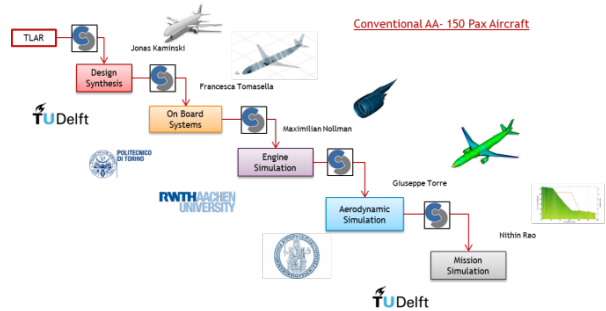 Conventional AA- 150 Pax Aircraft
TLAR
Jonas Kaminski
Design
Synthesis
Francesca Tomasella
TUDelft
On Board
Systems
Maximilian Nollman
POLITECNICO
DI TORINO
Engine
Simulation
Giuseppe Torre
RWTHAACHEN
UNIVERSITY
Aerodynamic
Simulation
Nithin Rao
Mission
Simulation
TUDelft